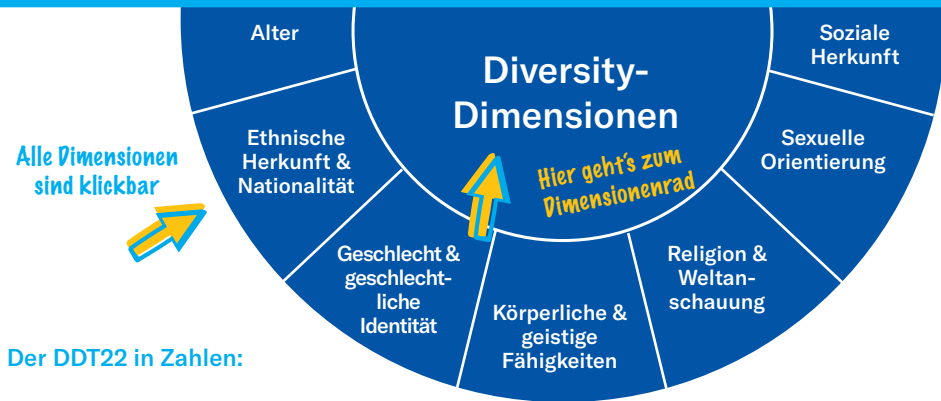 Alter
Soziale
Herkunft
Diversity-
Dimensionen
Ethnische
Herkunft &
Nationalität
Sexuelle
Orientierung
Alle Dimensionen
sind klickbar
Hier geht's zum
Dimensionenrad
Geschlecht &
geschlecht-
liche
Identität
Religion &
Weltan-
schauung
Körperliche &
geistige
Fähigkeiten
Der DDT22 in Zahlen: